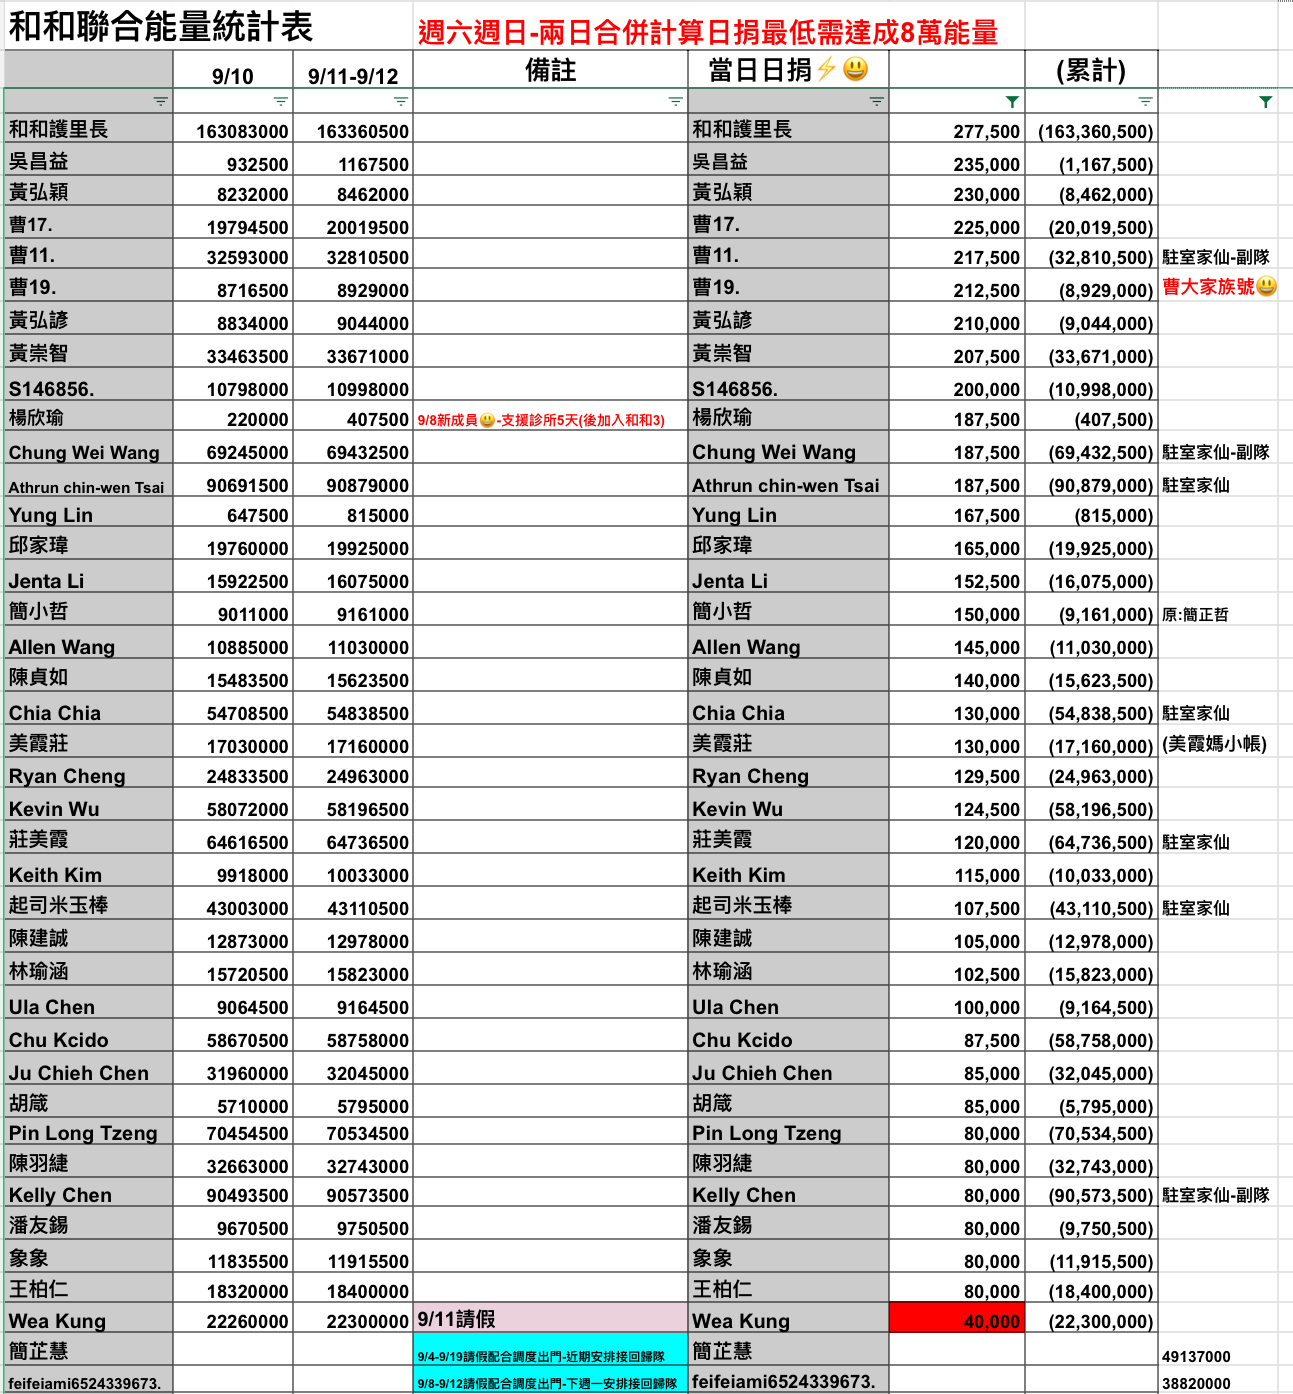 和和聯合能量統計表 週六週日-兩日合併計算日捐最低需達成8萬能量
9/10 9/11-9/12 備註 當日日捐⚡😃 (累計)
和和護里長 163083000 163360500 和和護里長 277,500 (163,360,500)
吳昌益 932500 1167500 吳昌益 235,000 (1,167,500)
黃弘穎 8232000 8462000 黃弘穎 230,000 (8,462,000)
曹17. 19794500 20019500 曹17. 225,000 (20,019,500)
曹11. 32593000 32810500 曹11. 217,500 (32,810,500) 駐室家仙-副隊
曹19. 8716500 8929000 曹19. 212,500 (8,929,000) 曹大家族號😃
黃弘諺 8834000 9044000 黃弘諺 210,000 (9,044,000)
黃崇智 33463500 33671000 黃崇智 207,500 (33,671,000)
S146856. 10798000 10998000 S146856. 200,000 (10,998,000)
楊欣瑜 220000 407500 9/8新成員😃-支援診所5天(後加入和和3) 楊欣瑜 187,500 (407,500)
Chung Wei Wang 69245000 69432500 Chung Wei Wang 187,500 (69,432,500) 駐室家仙-副隊
Athrun chin-wen Tsai 90691500 90879000 Athrun chin-wen Tsai 187,500 (90,879,000) 駐室家仙
Yung Lin 647500 815000 Yung Lin 167,500 (815,000)
邱家瑋 19760000 19925000 邱家瑋 165,000 (19,925,000)
Jenta Li 15922500 16075000 Jenta Li 152,500 (16,075,000)
簡小哲 9011000 9161000 簡小哲 150,000 (9,161,000) 原:簡正哲
Allen Wang 10885000 11030000 Allen Wang 145,000 (11,030,000)
陳貞如 15483500 15623500 陳貞如 140,000 (15,623,500)
Chia Chia 54708500 54838500 Chia Chia 130,000 (54,838,500) 駐室家仙
美霞莊 17030000 17160000 美霞莊 130,000 (17,160,000) (美霞媽小帳)
Ryan Cheng 24833500 24963000 Ryan Cheng 129,500 (24,963,000)
Kevin Wu 58072000 58196500 Kevin Wu 124,500 (58,196,500)
莊美霞 64616500 64736500 莊美霞 120,000 (64,736,500) 駐室家仙
Keith Kim 9918000 10033000 Keith Kim 115,000 (10,033,000)
起司米玉棒 43003000 43110500 起司米玉棒 107,500 (43,110,500) 駐室家仙
陳建誠 12873000 12978000 陳建誠 105,000 (12,978,000)
林瑜涵 15720500 15823000 林瑜涵 102,500 (15,823,000)
Ula Chen 9064500 9164500 Ula Chen 100,000 (9,164,500)
Chu Kcido 58670500 58758000 Chu Kcido 87,500 (58,758,000)
Ju Chieh Chen 31960000 32045000 Ju Chieh Chen 85,000 (32,045,000)
胡箴 5710000 5795000 胡箴 85,000 (5,795,000)
Pin Long Tzeng 70454500 70534500 Pin Long Tzeng 80,000 (70,534,500)
陳羽緁 32663000 32743000 陳羽緁 80,000 (32,743,000)
Kelly Chen 90493500 90573500 Kelly Chen 80,000 (90,573,500) 駐室家仙-副隊
潘友錫 9670500 9750500 潘友錫 80,000 (9,750,500)
象象 11835500 11915500 象象 80,000 (11,915,500)
王柏仁 18320000 18400000 王柏仁 80,000 (18,400,000)
Wea Kung 22260000 22300000 9/11請假 Wea Kung 40,000 (22,300,000)
簡芷慧 9/4-9/19請假配合調度出門-近期安排接回歸隊 簡芷慧 49137000
feifeiami6524339673. 9/8-9/12請假配合調度出門-下週一安排接回歸隊 feifeiami6524339673. 38820000